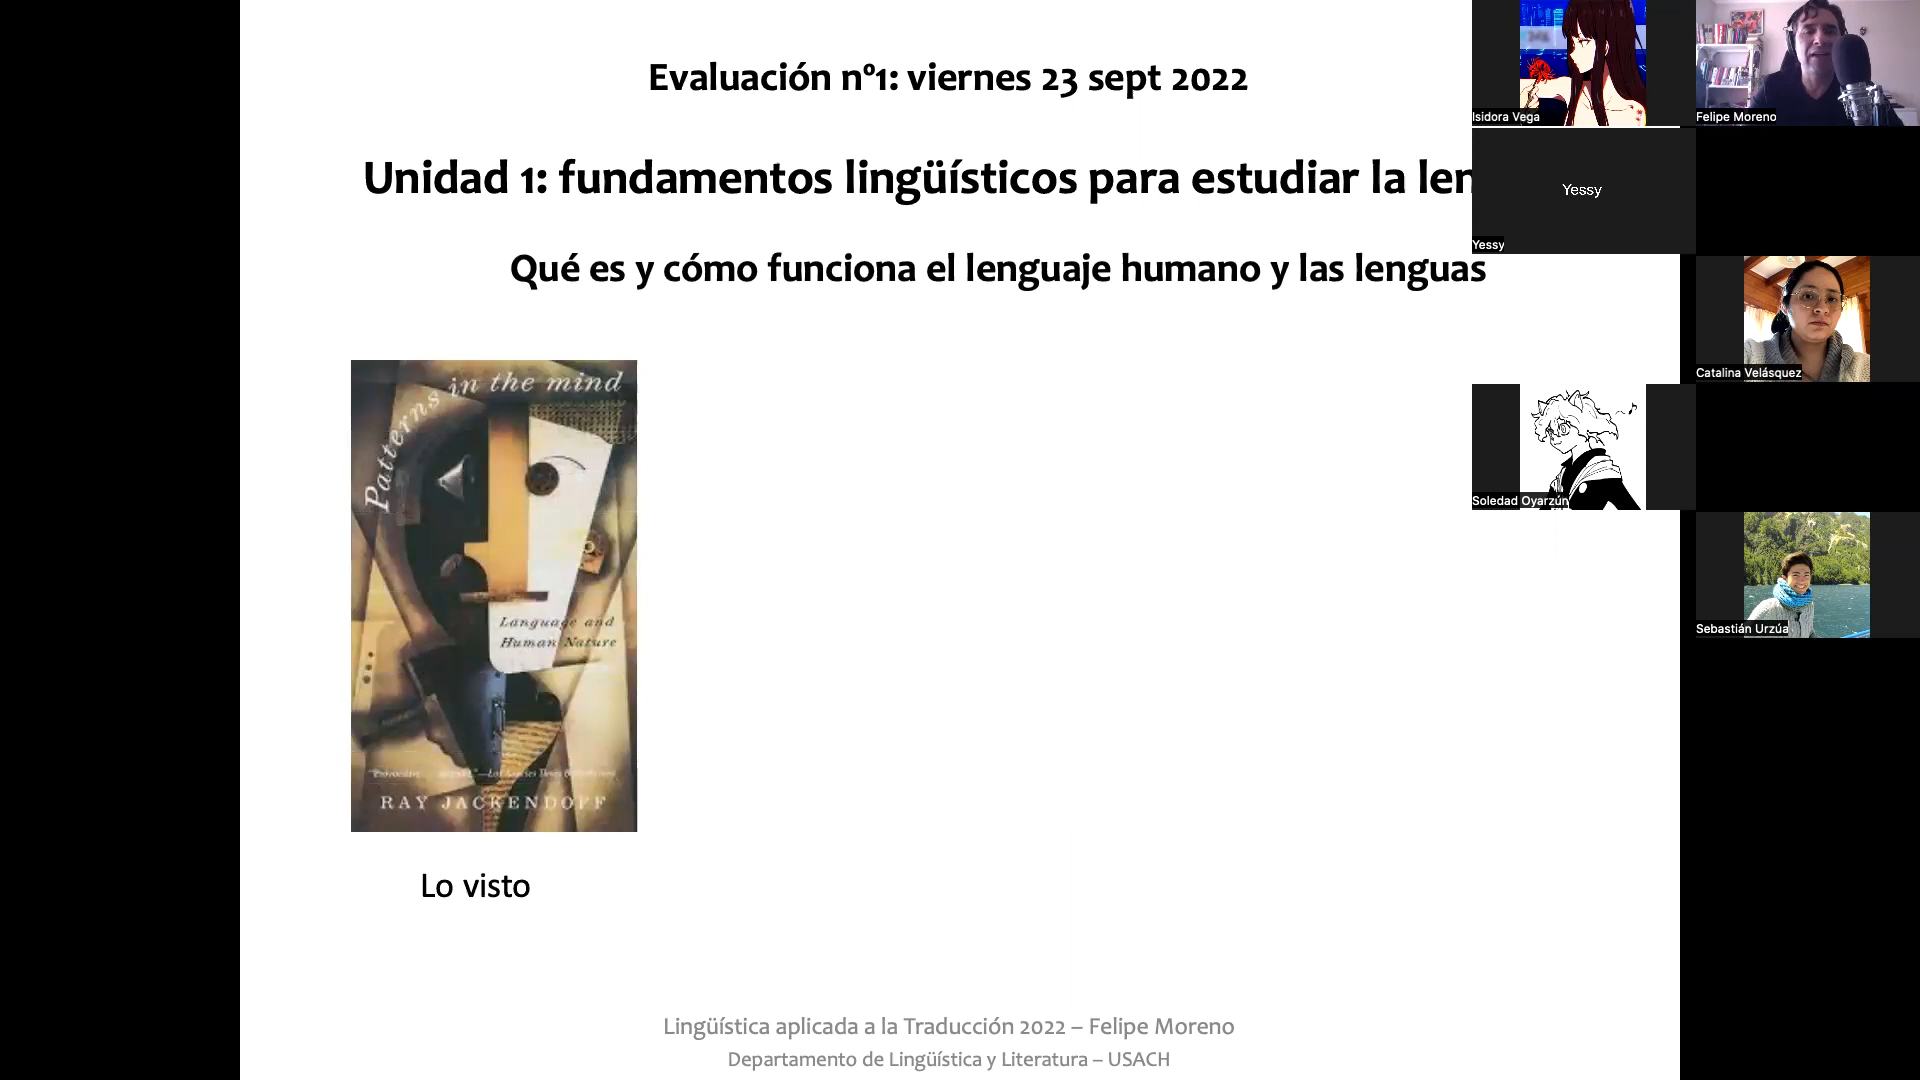 Evaluación nº1: viernes 23 sept 2022
Unidad 1: fundamentos lingüísticos para estudiar la len
Qué es y cómo funciona el lenguaje humano y las lenguas
Patterns in the mind
Language and
Human Nature
RAY JACKENDOFF
Lo visto
Lingüística aplicada a la Traducción 2022 – Felipe Moreno
Departamento de Lingüística y Literatura – USACH
Isidora Vega
Felipe Moreno
Yessy
Yessy
Catalina Velásquez
Soledad Oyarzún
Sebastián Urzúa